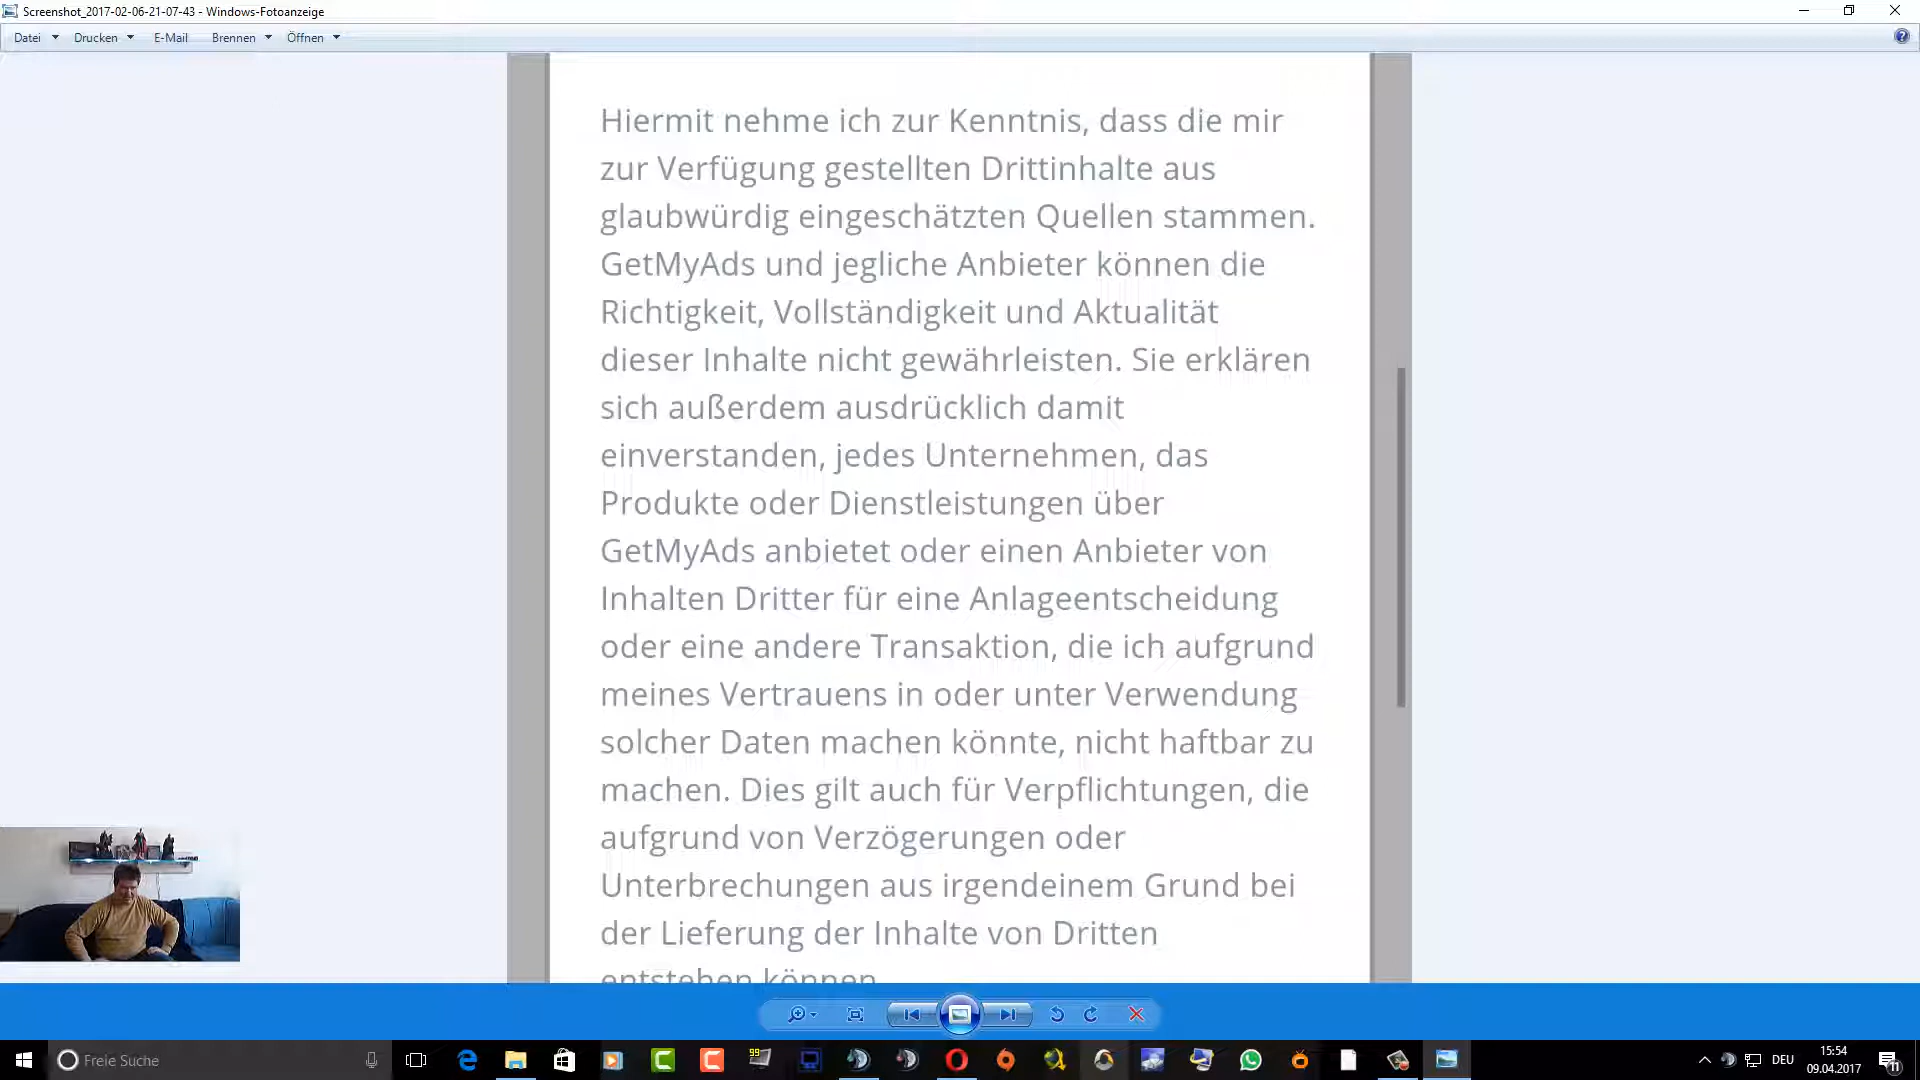 Screenshot_2017-02-06-21-07-43 - Windows-Fotoanzeige
Datei Drucken E-Mail Brennen Öffnen
Hiermit nehme ich zur Kenntnis, dass die mir
zur Verfügung gestellten Drittinhalte aus
glaubwürdig eingeschätzten Quellen stammen.
GetMyAds und jegliche Anbieter können die
Richtigkeit, Vollständigkeit und Aktualität
dieser Inhalte nicht gewährleisten. Sie erklären
sich außerdem ausdrücklich damit
einverstanden, jedes Unternehmen, das
Produkte oder Dienstleistungen über
GetMyAds anbietet oder einen Anbieter von
Inhalten Dritter für eine Anlageentscheidung
oder eine andere Transaktion, die ich aufgrund
meines Vertrauens in oder unter Verwendung
solcher Daten machen könnte, nicht haftbar zu
machen. Dies gilt auch für Verpflichtungen, die
aufgrund von Verzögerungen oder
Unterbrechungen aus irgendeinem Grund bei
der Lieferung der Inhalte von Dritten
entstehen können
Freie Suche
99
DEU
15:54
09.04.2017
11